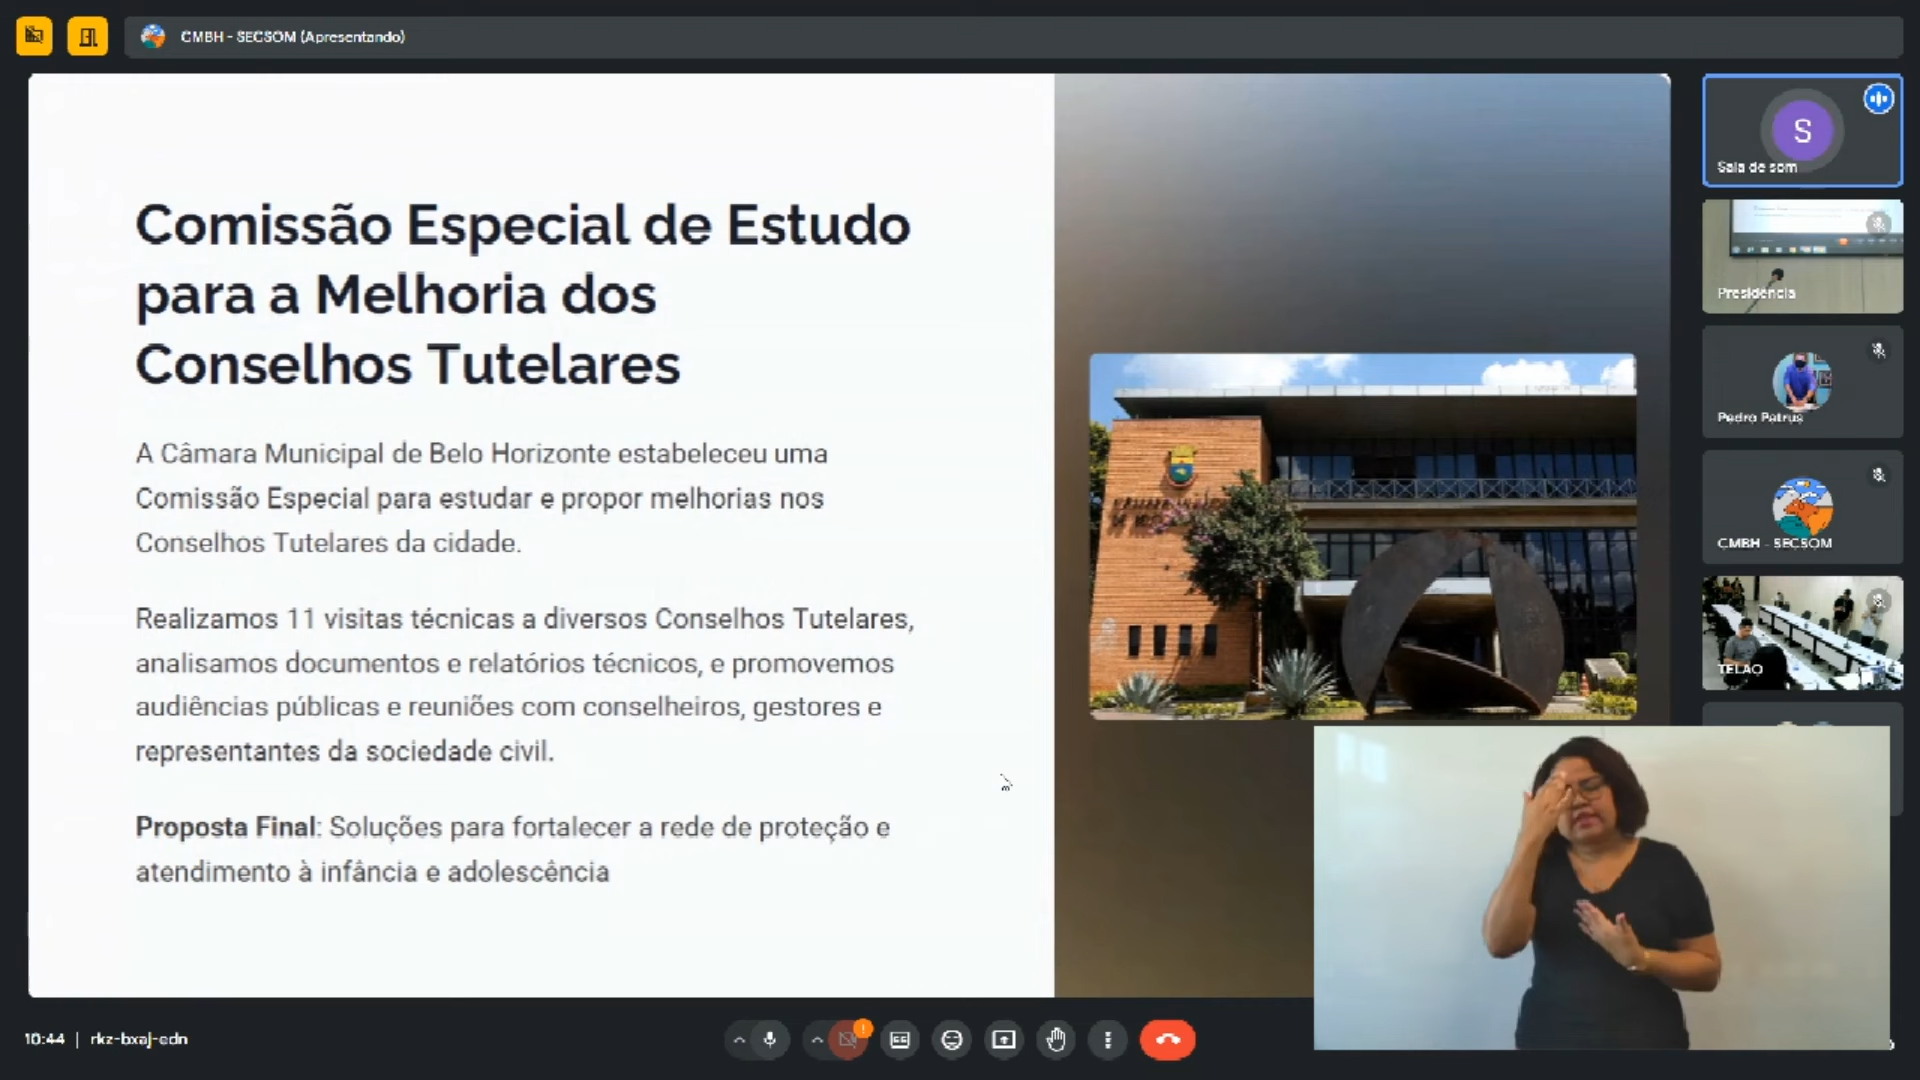 CMBH - SECSOM (Apresentando)
Comissão Especial de Estudo
para a Melhoria dos
Conselhos Tutelares
A Câmara Municipal de Belo Horizonte estabeleceu uma
Comissão Especial para estudar e propor melhorias nos
Conselhos Tutelares da cidade.
Realizamos 11 visitas técnicas a diversos Conselhos Tutelares,
analisamos documentos e relatórios técnicos, e promovemos
audiências públicas e reuniões com conselheiros, gestores e
representantes da sociedade civil.
Proposta Final: Soluções para fortalecer a rede de proteção e
atendimento à infância e adolescência
S
Sala de som
Presidência
Pedro Patrus
CMBH - SECSOM
TELAO
10:44 | rkz-bxaj-edn